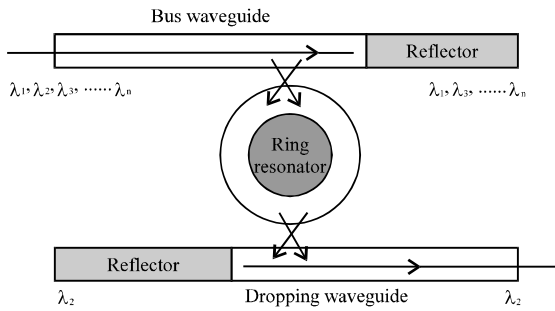 Bus waveguide
Reflector
λ₁, λ₂, λ₃, ······ λₙ
λ₁, λ₃, ······ λₙ
Ring
resonator
Reflector
λ₂
Dropping waveguide
λ₂